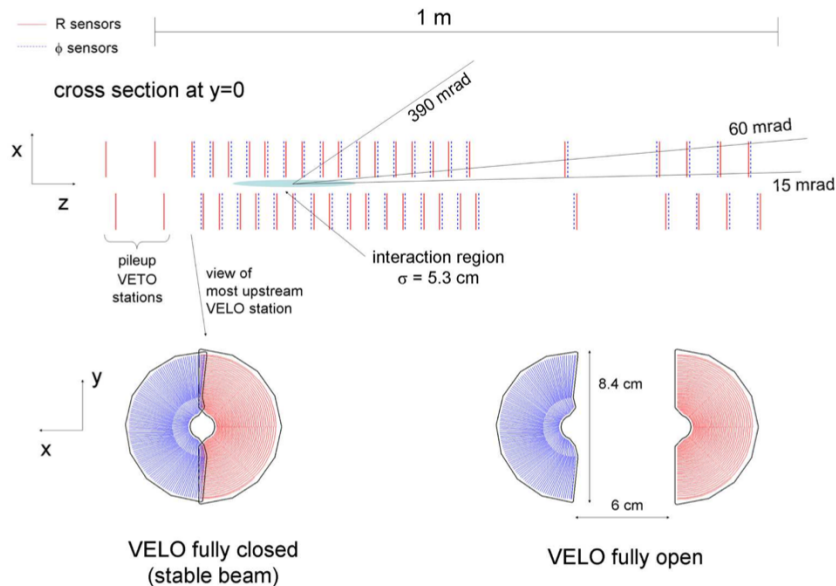 R sensors
ϕ sensors
1 m
cross section at y=0
390 mrad
60 mrad
x
15 mrad
z
pileup
VETO
stations
view of
most upstream
VELO station
interaction region
σ = 5.3 cm
y
x
8.4 cm
6 cm
VELO fully closed
(stable beam)
VELO fully open